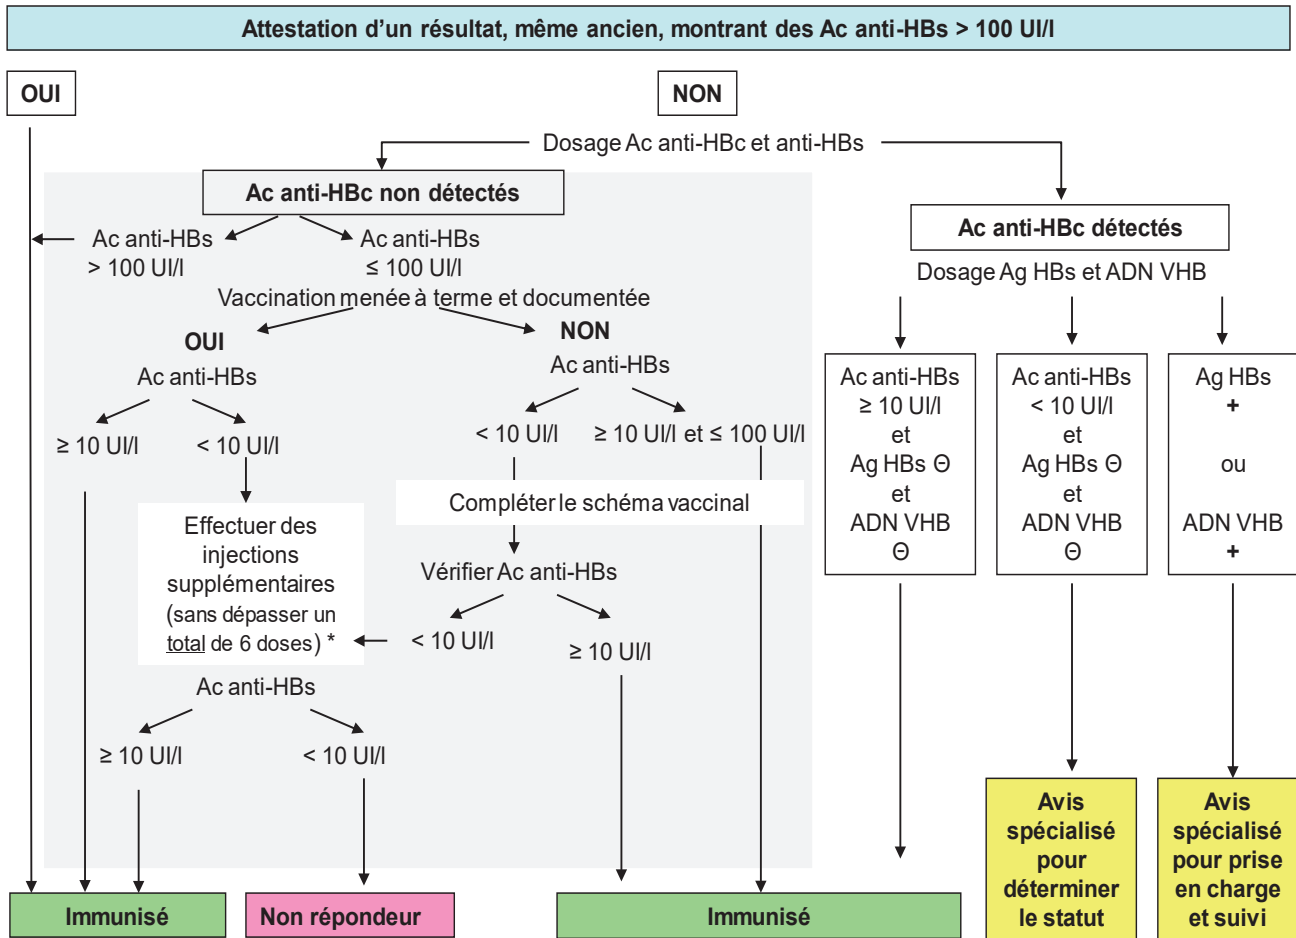 Attestation d’un résultat, même ancien, montrant des Ac anti-HBs > 100 UI/l
OUI
NON
Dosage Ac anti-HBc et anti-HBs
Ac anti-HBc non détectés
Ac anti-HBs
> 100 UI/l
Ac anti-HBs
≤ 100 UI/l
Vaccination menée à terme et documentée
OUI
Ac anti-HBs
≥ 10 UI/l
< 10 UI/l
Effectuer des
injections
supplémentaires
(sans dépasser un
total de 6 doses) *
Ac anti-HBs
≥ 10 UI/l
< 10 UI/l
NON
Ac anti-HBs
< 10 UI/l
≥ 10 UI/l et ≤ 100 UI/l
Compléter le schéma vaccinal
Vérifier Ac anti-HBs
< 10 UI/l
≥ 10 UI/l
Ac anti-HBc détectés
Dosage Ag HBs et ADN VHB
Ac anti-HBs
≥ 10 UI/l
et
Ag HBs Θ
et
ADN VHB
Θ
Ac anti-HBs
< 10 UI/l
et
Ag HBs Θ
et
ADN VHB
Θ
Ag HBs
+
ou
ADN VHB
+
Immunisé
Non répondeur
Immunisé
Avis
spécialisé
pour
déterminer
le statut
Avis
spécialisé
pour prise
en charge
et suivi